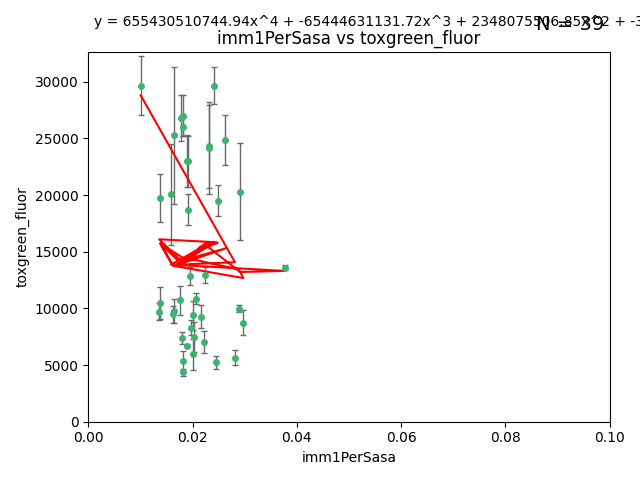 y = 655430510744.94x^4 + -65444631131.72x^3 +
N = 39
imm1PerSasa vs toxgreen_fluor
30000
25000
20000
15000
10000
5000
0
toxgreen_fluor
0.00 0.02 0.04 0.06 0.08 0.10
imm1PerSasa